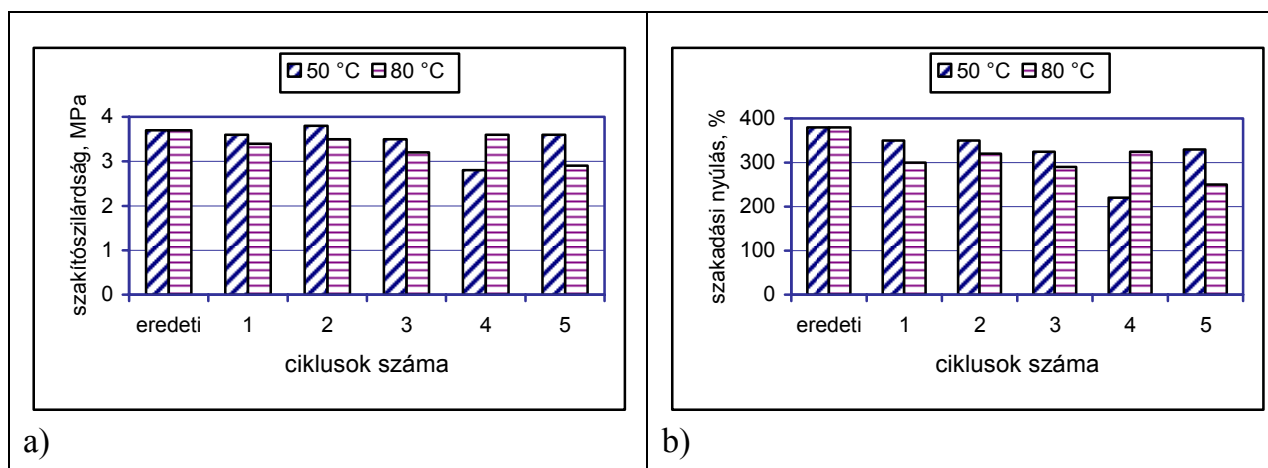 50 °C 80 °C
szakítószilárdság, MPa
4
3
2
1
0
eredeti 1 2 3 4 5
ciklusok száma
a)
50 °C 80 °C
szakadási nyúlás, %
400
300
200
100
0
eredeti 1 2 3 4 5
ciklusok száma
b)